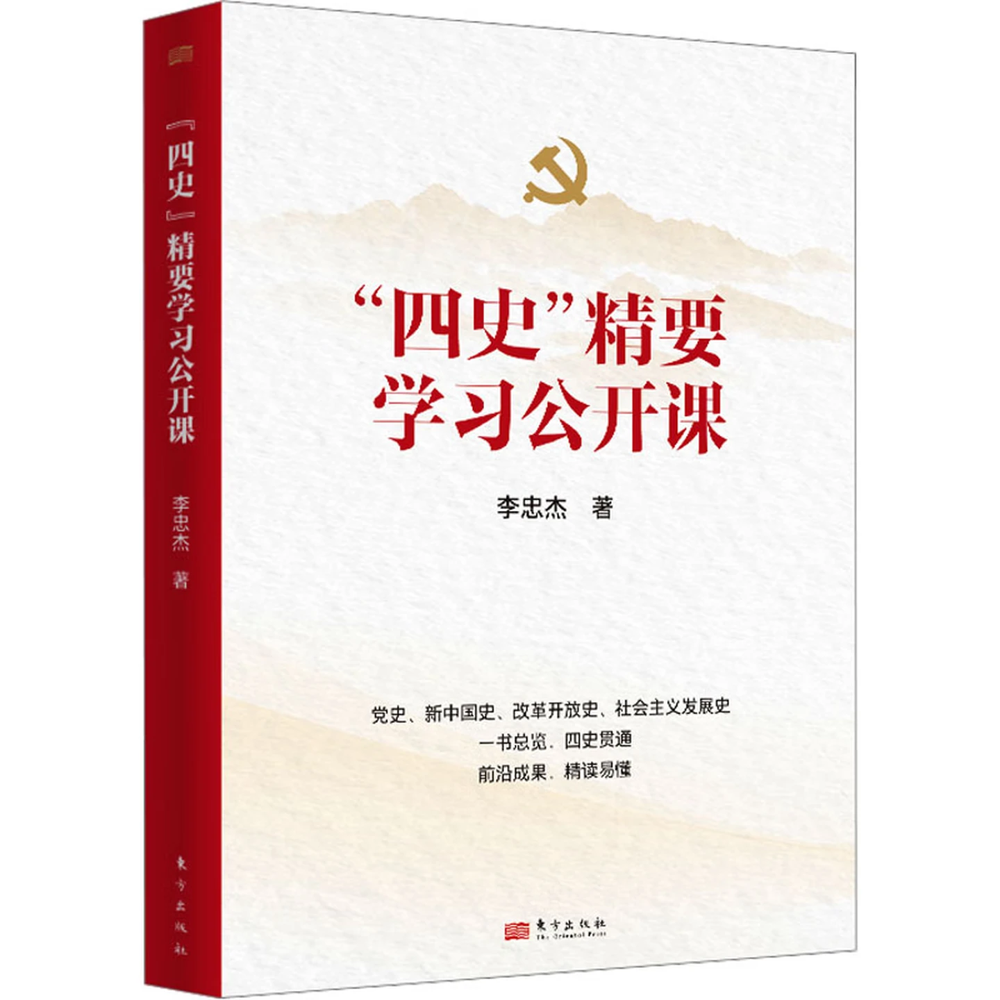 『四史』精要学习公开课
李忠杰 著
東方出版社
“四史”精要
学习公开课
李忠杰 著
党史、新中国史、改革开放史、社会主义发展史
一书总览，四史贯通
前沿成果，精读易懂
東方出版社
The Oriental Press